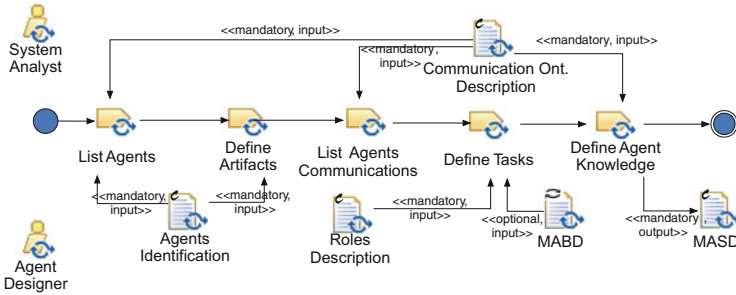 System
Analyst
<<mandatory, input>>
<<mandatory,
input>>
<<mandatory, input>>
Communication Ont.
Description
List Agents
Define
Artifacts
List Agents
Communications
Define Tasks
Define Agent
Knowledge
<<mandatory,
input>>
<<mandatory,
input>>
<<mandatory,
input>>
<<optional,
input>>
<<mandatory,
output>>
Agents
Identification
Roles
Description
MABD
MASD
Agent
Designer